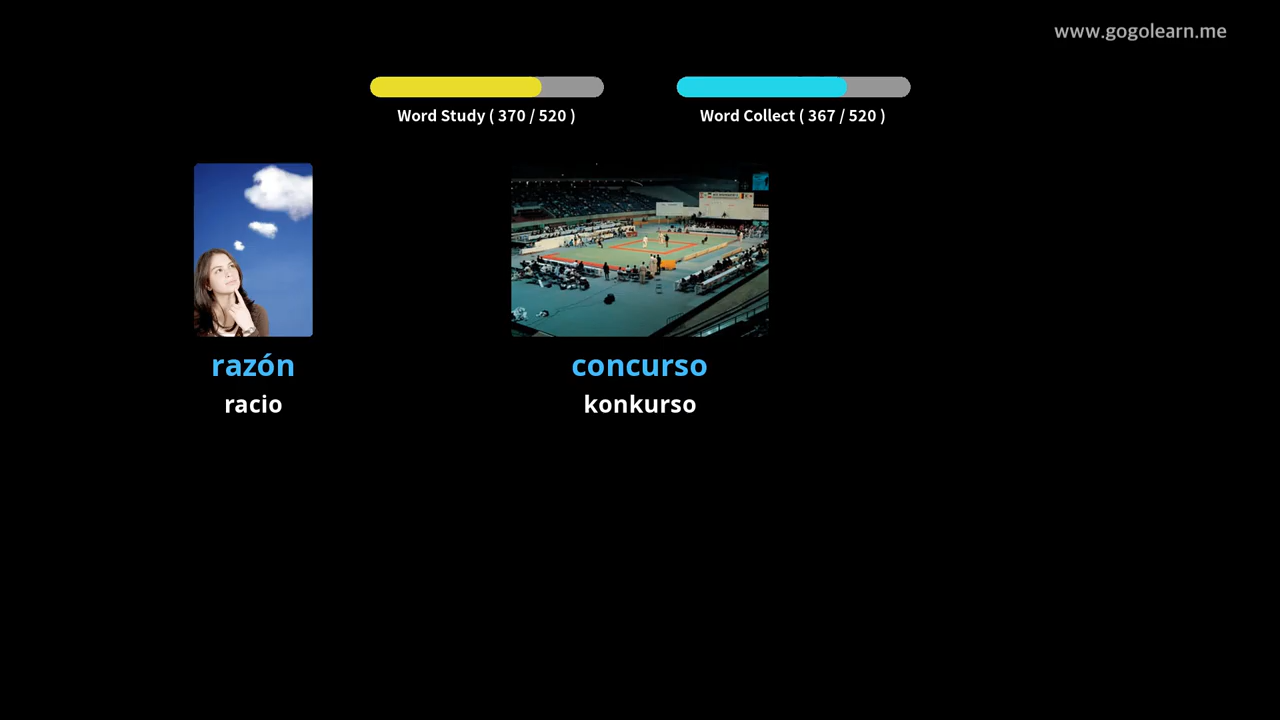 www.gogolearn.me
Word Study ( 370 / 520 )
Word Collect ( 367 / 520 )
razón
racio
concurso
konkurso